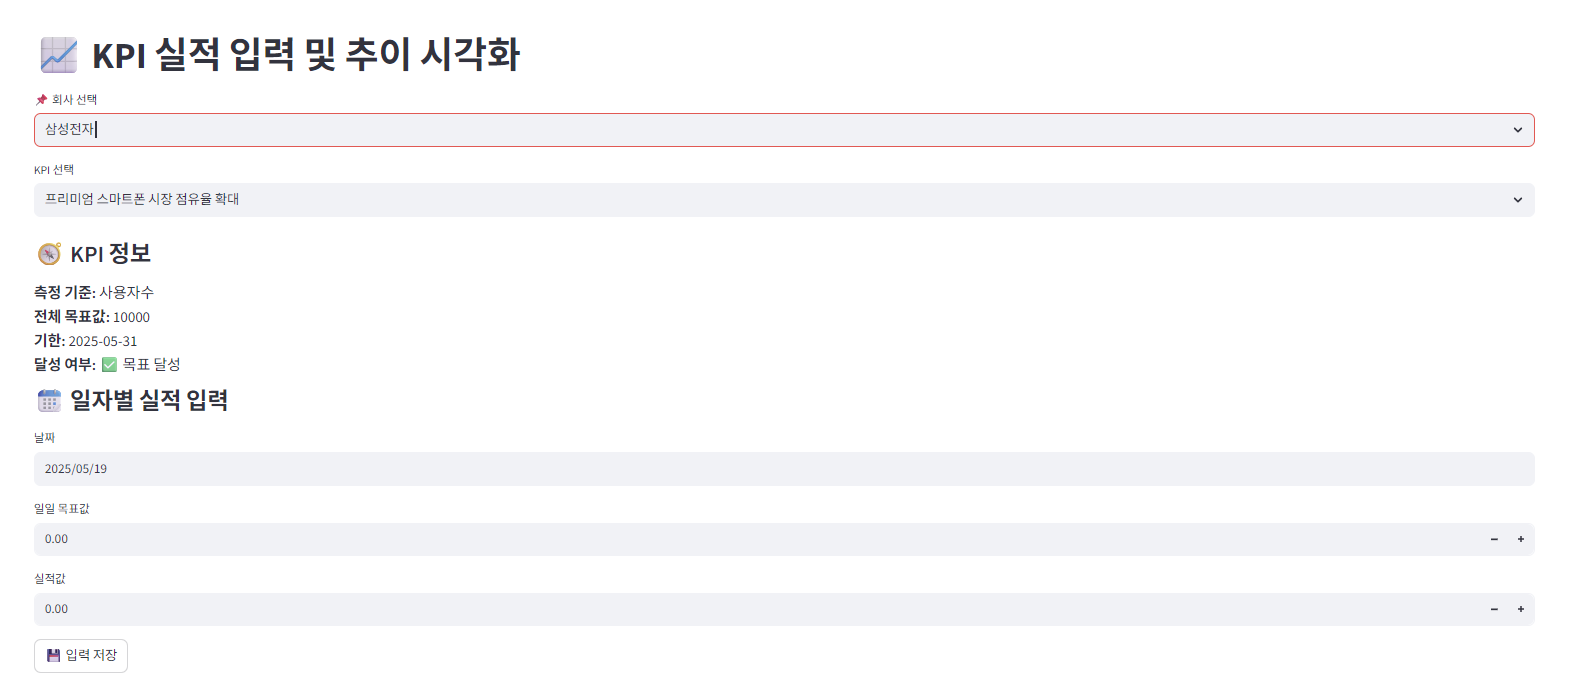 KPI 실적 입력 및 추이 시각화
회사 선택
삼성전자
KPI 선택
프리미엄 스마트폰 시장 점유율 확대
KPI 정보
측정 기준: 사용자수
전체 목표값: 10000
기한: 2025-05-31
달성 여부: ✅ 목표 달성
일자별 실적 입력
날짜
2025/05/19
일일 목표값
0.00
실적값
0.00
입력 저장